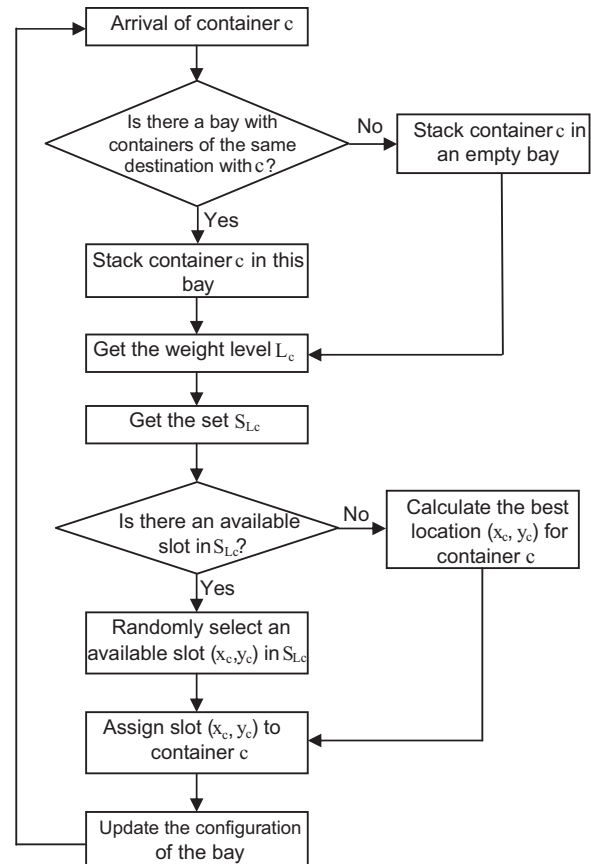 Arrival of container c
Is there a bay with
containers of the same
destination with c?
No
Stack container c in
an empty bay
Yes
Stack container c in this
bay
Get the weight level Lc
Get the set SLc
Is there an available
slot in SLc?
No
Calculate the best
location (xc, yc) for
container c
Yes
Randomly select an
available slot (xc,yc) in SLc
Assign slot (xc, yc) to
container c
Update the configuration
of the bay